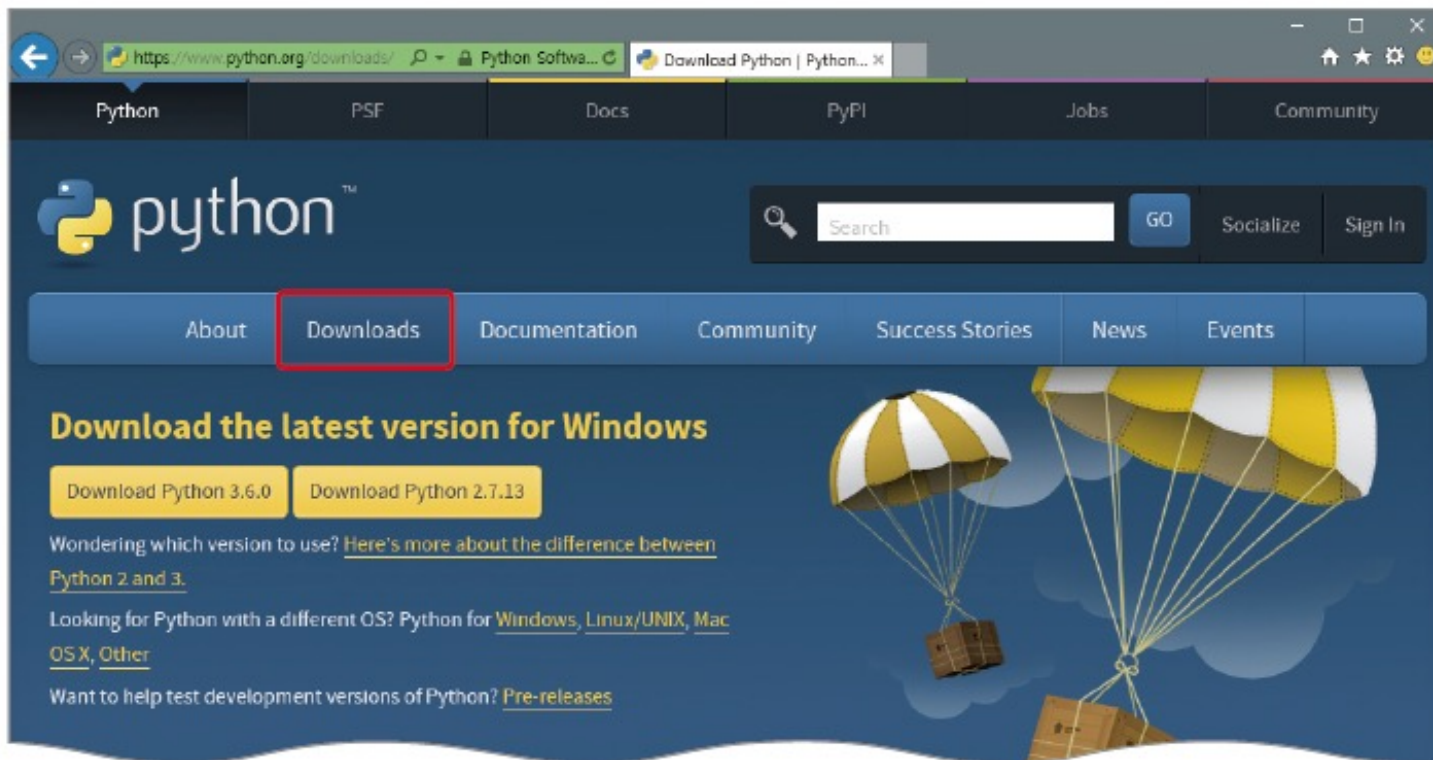 https://www.python.org/downloads/ Python Softwa... Download Python | Python...
Python PSF Docs PyPI Jobs Community
python™
Search GO Socialize Sign In
About Downloads Documentation Community Success Stories News Events
Download the latest version for Windows
Download Python 3.6.0 Download Python 2.7.13
Wondering which version to use? Here's more about the difference between
Python 2 and 3.
Looking for Python with a different OS? Python for Windows, Linux/UNIX, Mac
OS X, Other
Want to help test development versions of Python? Pre-releases